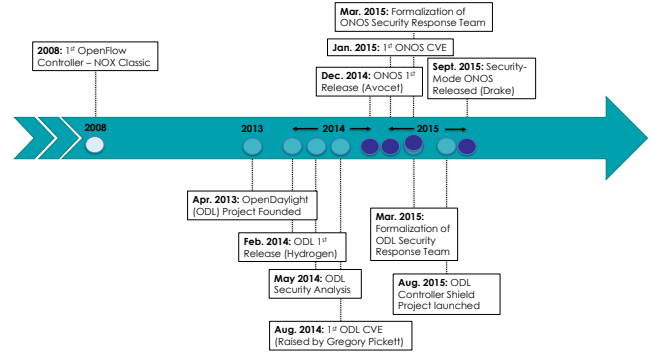 Mar. 2015: Formalization of
ONOS Security Response Team
2008: 1st OpenFlow
Controller – NOX Classic
Jan. 2015: 1st ONOS CVE
Dec. 2014: ONOS 1st
Release (Avocet)
Sept. 2015: Security-
Mode ONOS
Released (Drake)
2008
2013
2014
2015
Apr. 2013: OpenDaylight
(ODL) Project Founded
Feb. 2014: ODL 1st
Release (Hydrogen)
May 2014: ODL
Security Analysis
Aug. 2014: 1st ODL CVE
(Raised by Gregory Pickett)
Mar. 2015:
Formalization of
ODL Security
Response Team
Aug. 2015: ODL
Controller Shield
Project launched